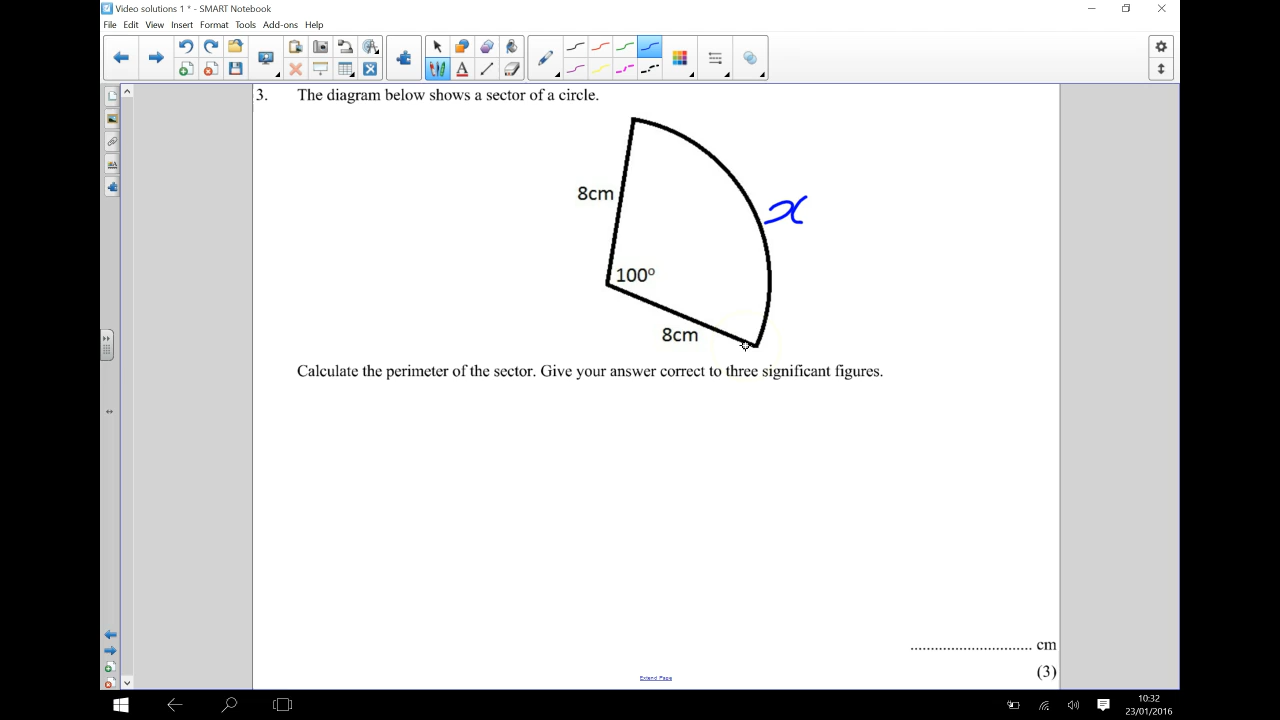 Video solutions 1 * - SMART Notebook
File Edit View Insert Format Tools Add-ons Help
3. The diagram below shows a sector of a circle.
8cm
x
100°
8cm
Calculate the perimeter of the sector. Give your answer correct to three significant figures.
.............................. cm
(3)
Extend Page
10:32
23/01/2016